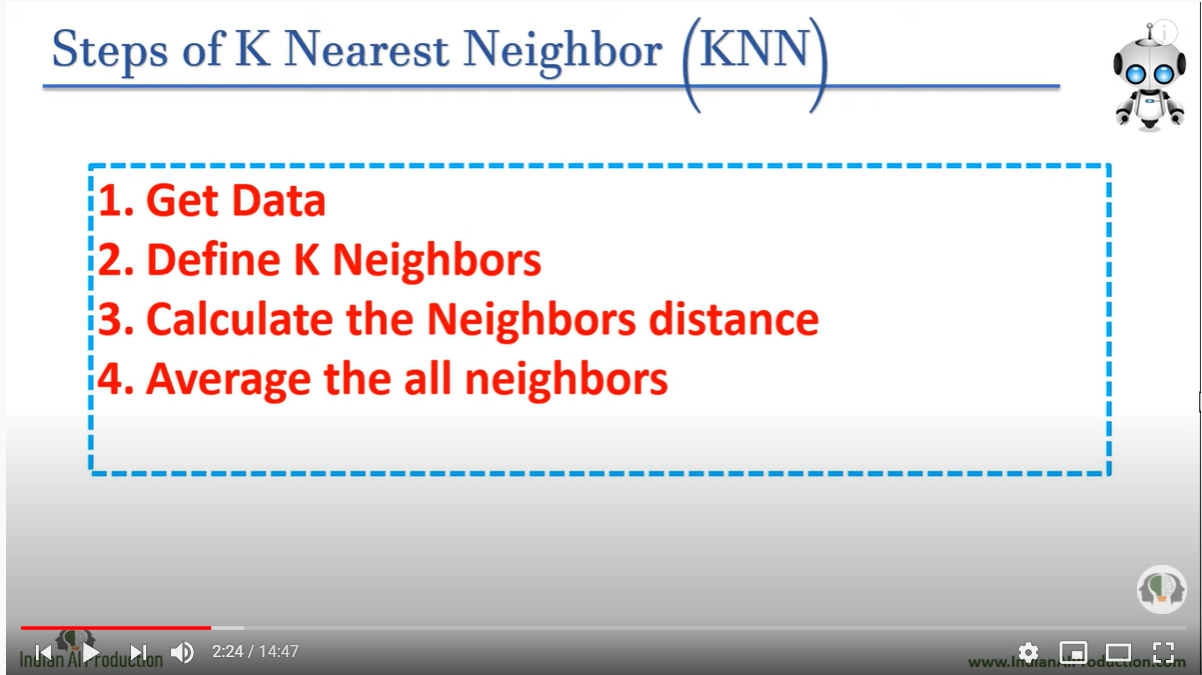 Steps of K Nearest Neighbor (KNN)
1. Get Data
2. Define K Neighbors
3. Calculate the Neighbors distance
4. Average the all neighbors
2:24 / 14:47
Indian AI Production
www.IndianAIProduction.com